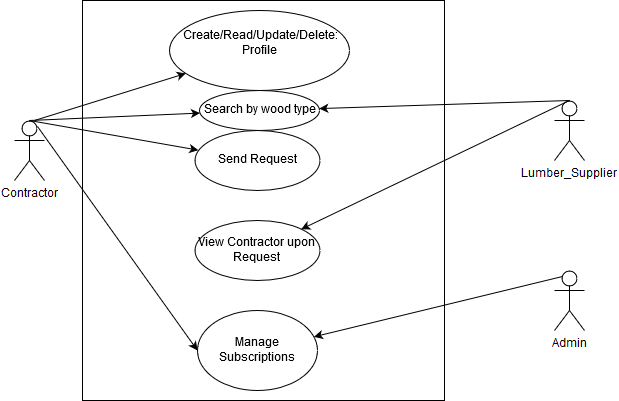 Create/Read/Update/Delete:
Profile
Search by wood type
Send Request
Contractor
Lumber_Supplier
View Contractor upon
Request
Manage
Subscriptions
Admin